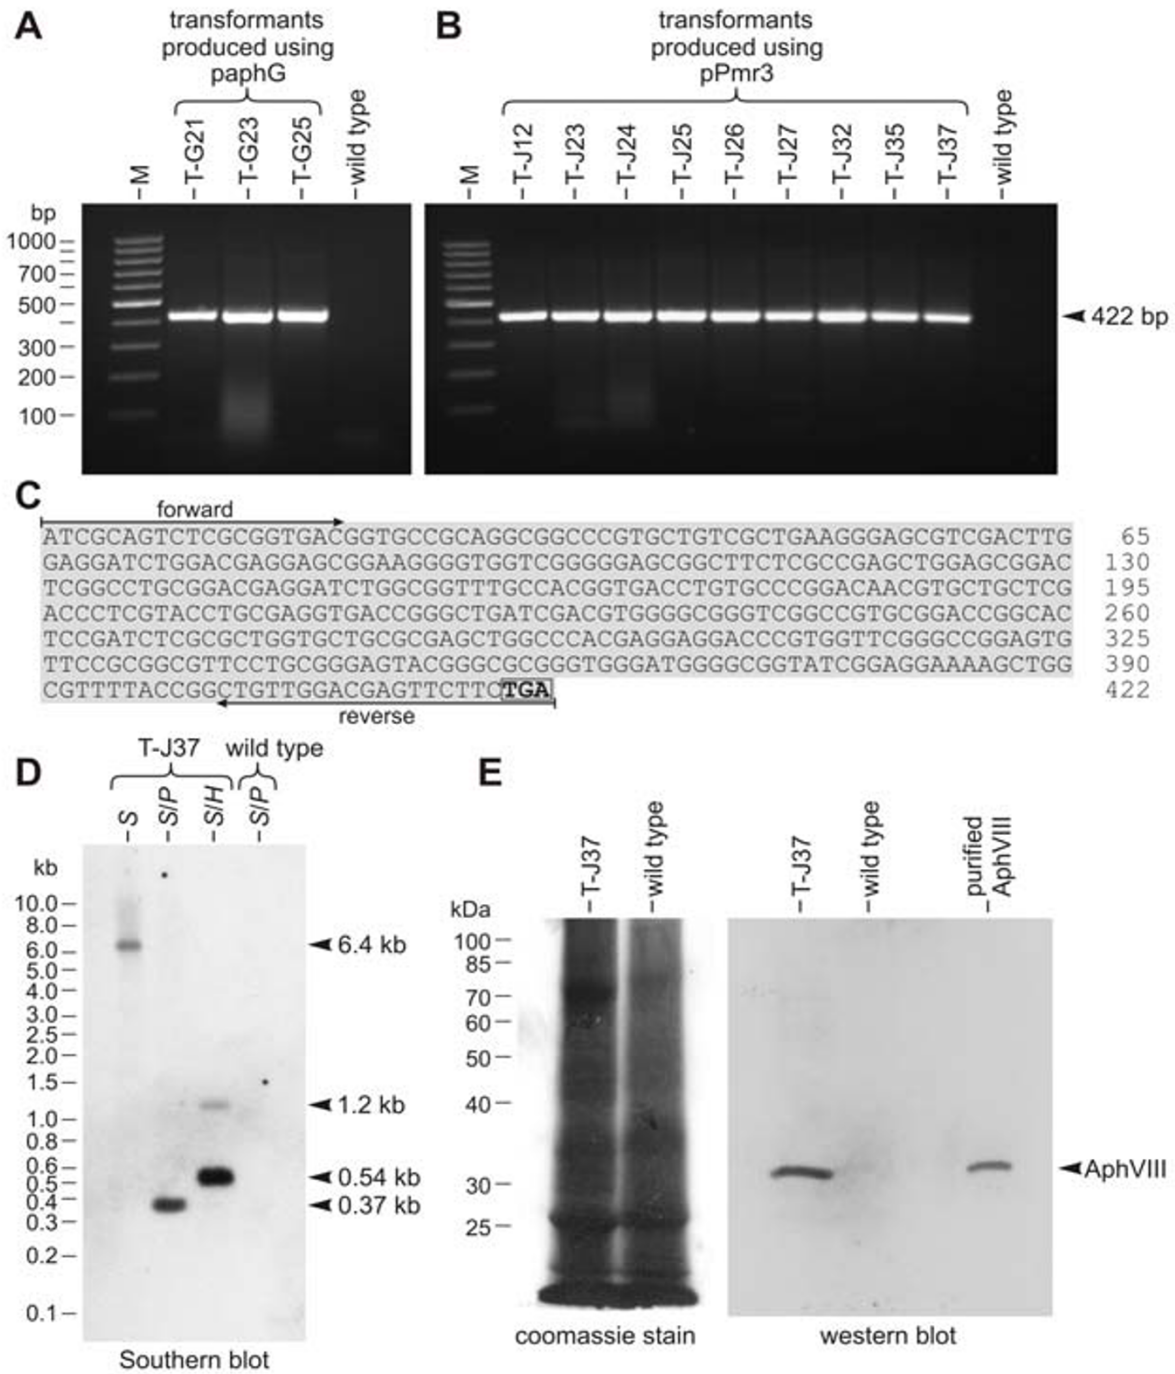 A
transformants
produced using
paphG
M
T-G21
T-G23
T-G25
wild type
bp
1000
700
500
300
200
100
B
transformants
produced using
pPmr3
M
T-J12
T-J23
T-J24
T-J25
T-J26
T-J27
T-J32
T-J35
T-J37
wild type
422 bp
C
forward
ATCGCAGTCTCGCGGTGACGGTGCCGCAGGCGGCCCGTGCTGTCGCTGAAGGGAGCGTCGACTTG 65
GAGGATCTGGACGAGGAGCGGAAGGGGTGGTCGGGGGAGCGGCTTCTCGCCGAGCTGGAGCGGAC 130
TCGGCCTGCGGACGAGGATCTGGCGGTTTGCCACGGTGACCTGTGCCCGGACAACGTGCTGCTCG 195
ACCCTCGTACCTGCGAGGTGACCGGGCTGATCGACGTGGGGCGGGTCGGCCGTGCGGACCGGCAC 260
TCCGATCTCGCGCTGGTGCTGCGCGAGCTGGCCCACGAGGAGGACCCGTGGTTCGGGCCGGAGTG 325
TTCCGCGGCGTTCCTGCGGGAGTACGGGCGCGGGTGGGATGGGGCGGTATCGGAGGAAAAGCTGG 390
CGTTTTACCGGCTGTTGGACGAGTTCTTCTGA 422
reverse
D
T-J37
wild type
S
S/P
S/H
S/P
kb
10.0
8.0
6.0
5.0
4.0
3.0
2.5
2.0
1.5
1.0
0.8
0.6
0.5
0.4
0.3
0.2
0.1
6.4 kb
1.2 kb
0.54 kb
0.37 kb
Southern blot
E
T-J37
wild type
kDa
100
85
70
60
50
40
30
25
coomassie stain
T-J37
wild type
purified
AphVIII
AphVIII
western blot